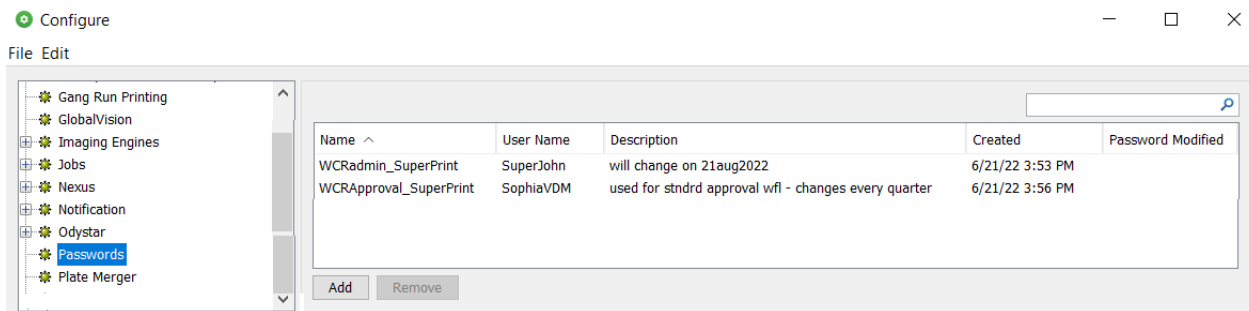 Configure
File Edit
Gang Run Printing
GlobalVision
Imaging Engines
Jobs
Nexus
Notification
Odystar
Passwords
Plate Merger
Name User Name Description Created Password Modified
WCRadmin_SuperPrint SuperJohn will change on 21aug2022 6/21/22 3:53 PM
WCRApproval_SuperPrint SophiaVDM used for stndrd approval wfl - changes every quarter 6/21/22 3:56 PM
Add Remove